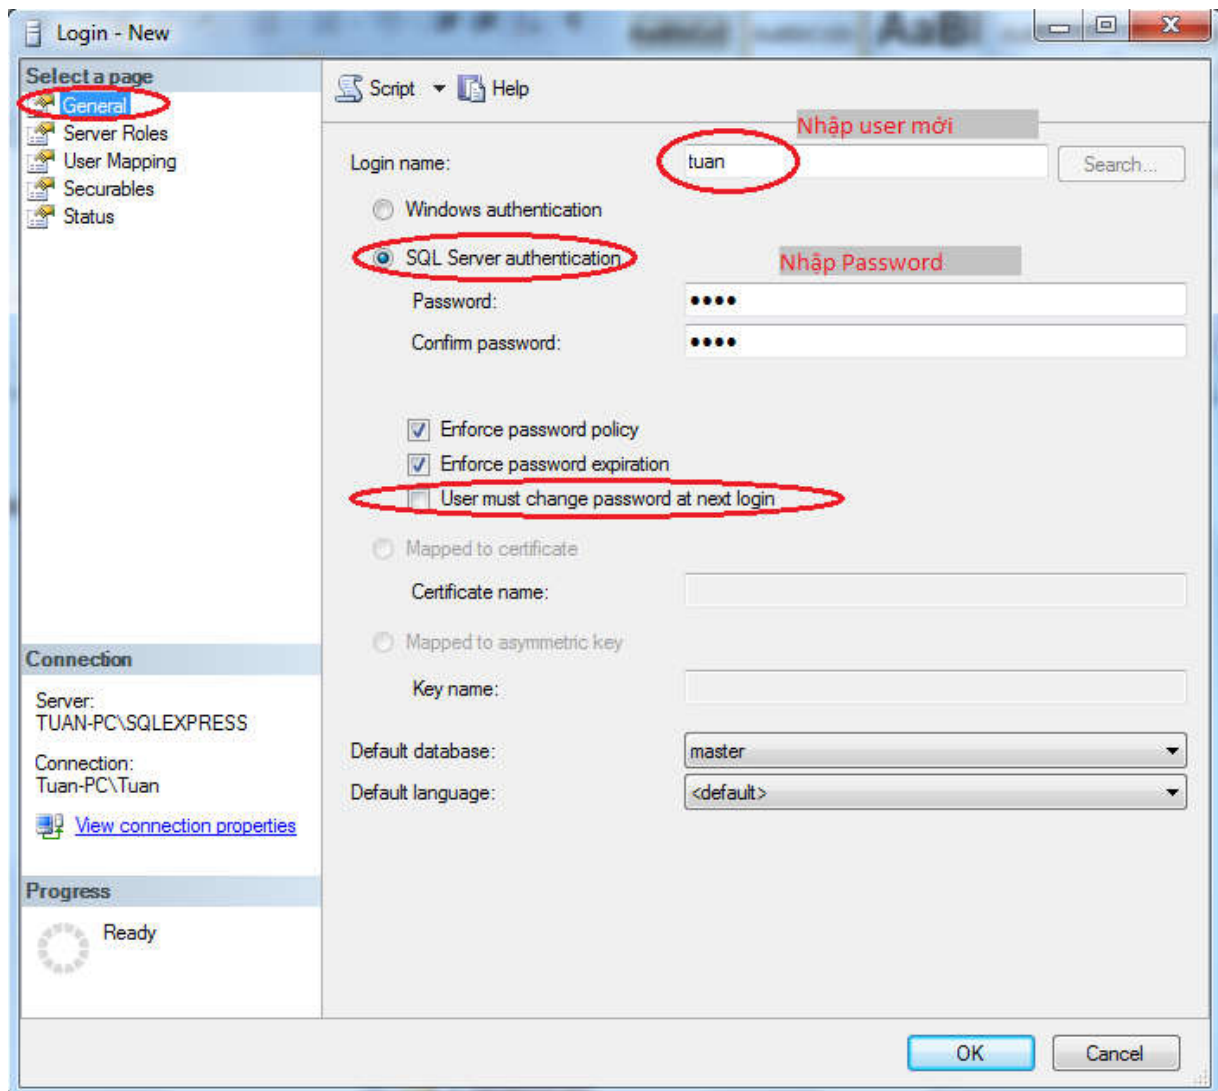 Login - New
Select a page
General
Server Roles
User Mapping
Securables
Status
Script
Help
Nhập user mới
Login name:
tuan
Search...
Windows authentication
SQL Server authentication
Nhập Password
Password:
••••
Confirm password:
••••
Enforce password policy
Enforce password expiration
User must change password at next login
Mapped to certificate
Certificate name:
Mapped to asymmetric key
Key name:
Default database:
master
Default language:
<default>
Connection
Server:
TUAN-PC\SQLEXPRESS
Connection:
Tuan-PC\Tuan
View connection properties
Progress
Ready
OK
Cancel